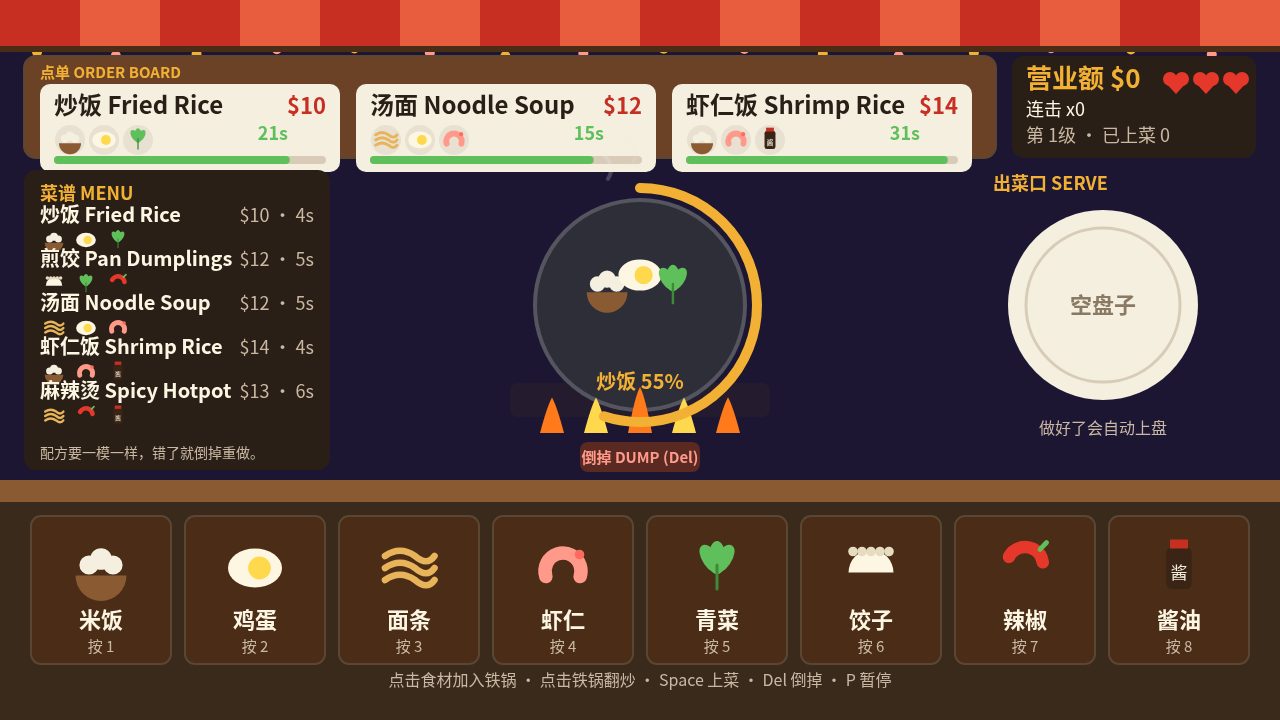 点单 ORDER BOARD
炒饭 Fried Rice $10
21s
汤面 Noodle Soup $12
15s
虾仁饭 Shrimp Rice $14
酱
31s
营业额 $0
连击 x0
第 1级 · 已上菜 0
菜谱 MENU
炒饭 Fried Rice $10 · 4s
煎饺 Pan Dumplings $12 · 5s
汤面 Noodle Soup $12 · 5s
虾仁饭 Shrimp Rice $14 · 4s
酱
麻辣烫 Spicy Hotpot $13 · 6s
酱
配方要一模一样，错了就倒掉重做。
炒饭 55%
倒掉 DUMP (Del)
出菜口 SERVE
空盘子
做好了会自动上盘
酱
米饭 鸡蛋 面条 虾仁 青菜 饺子 辣椒 酱油
按 1 按 2 按 3 按 4 按 5 按 6 按 7 按 8
点击食材加入铁锅 · 点击铁锅翻炒 · Space 上菜 · Del 倒掉 · P 暂停